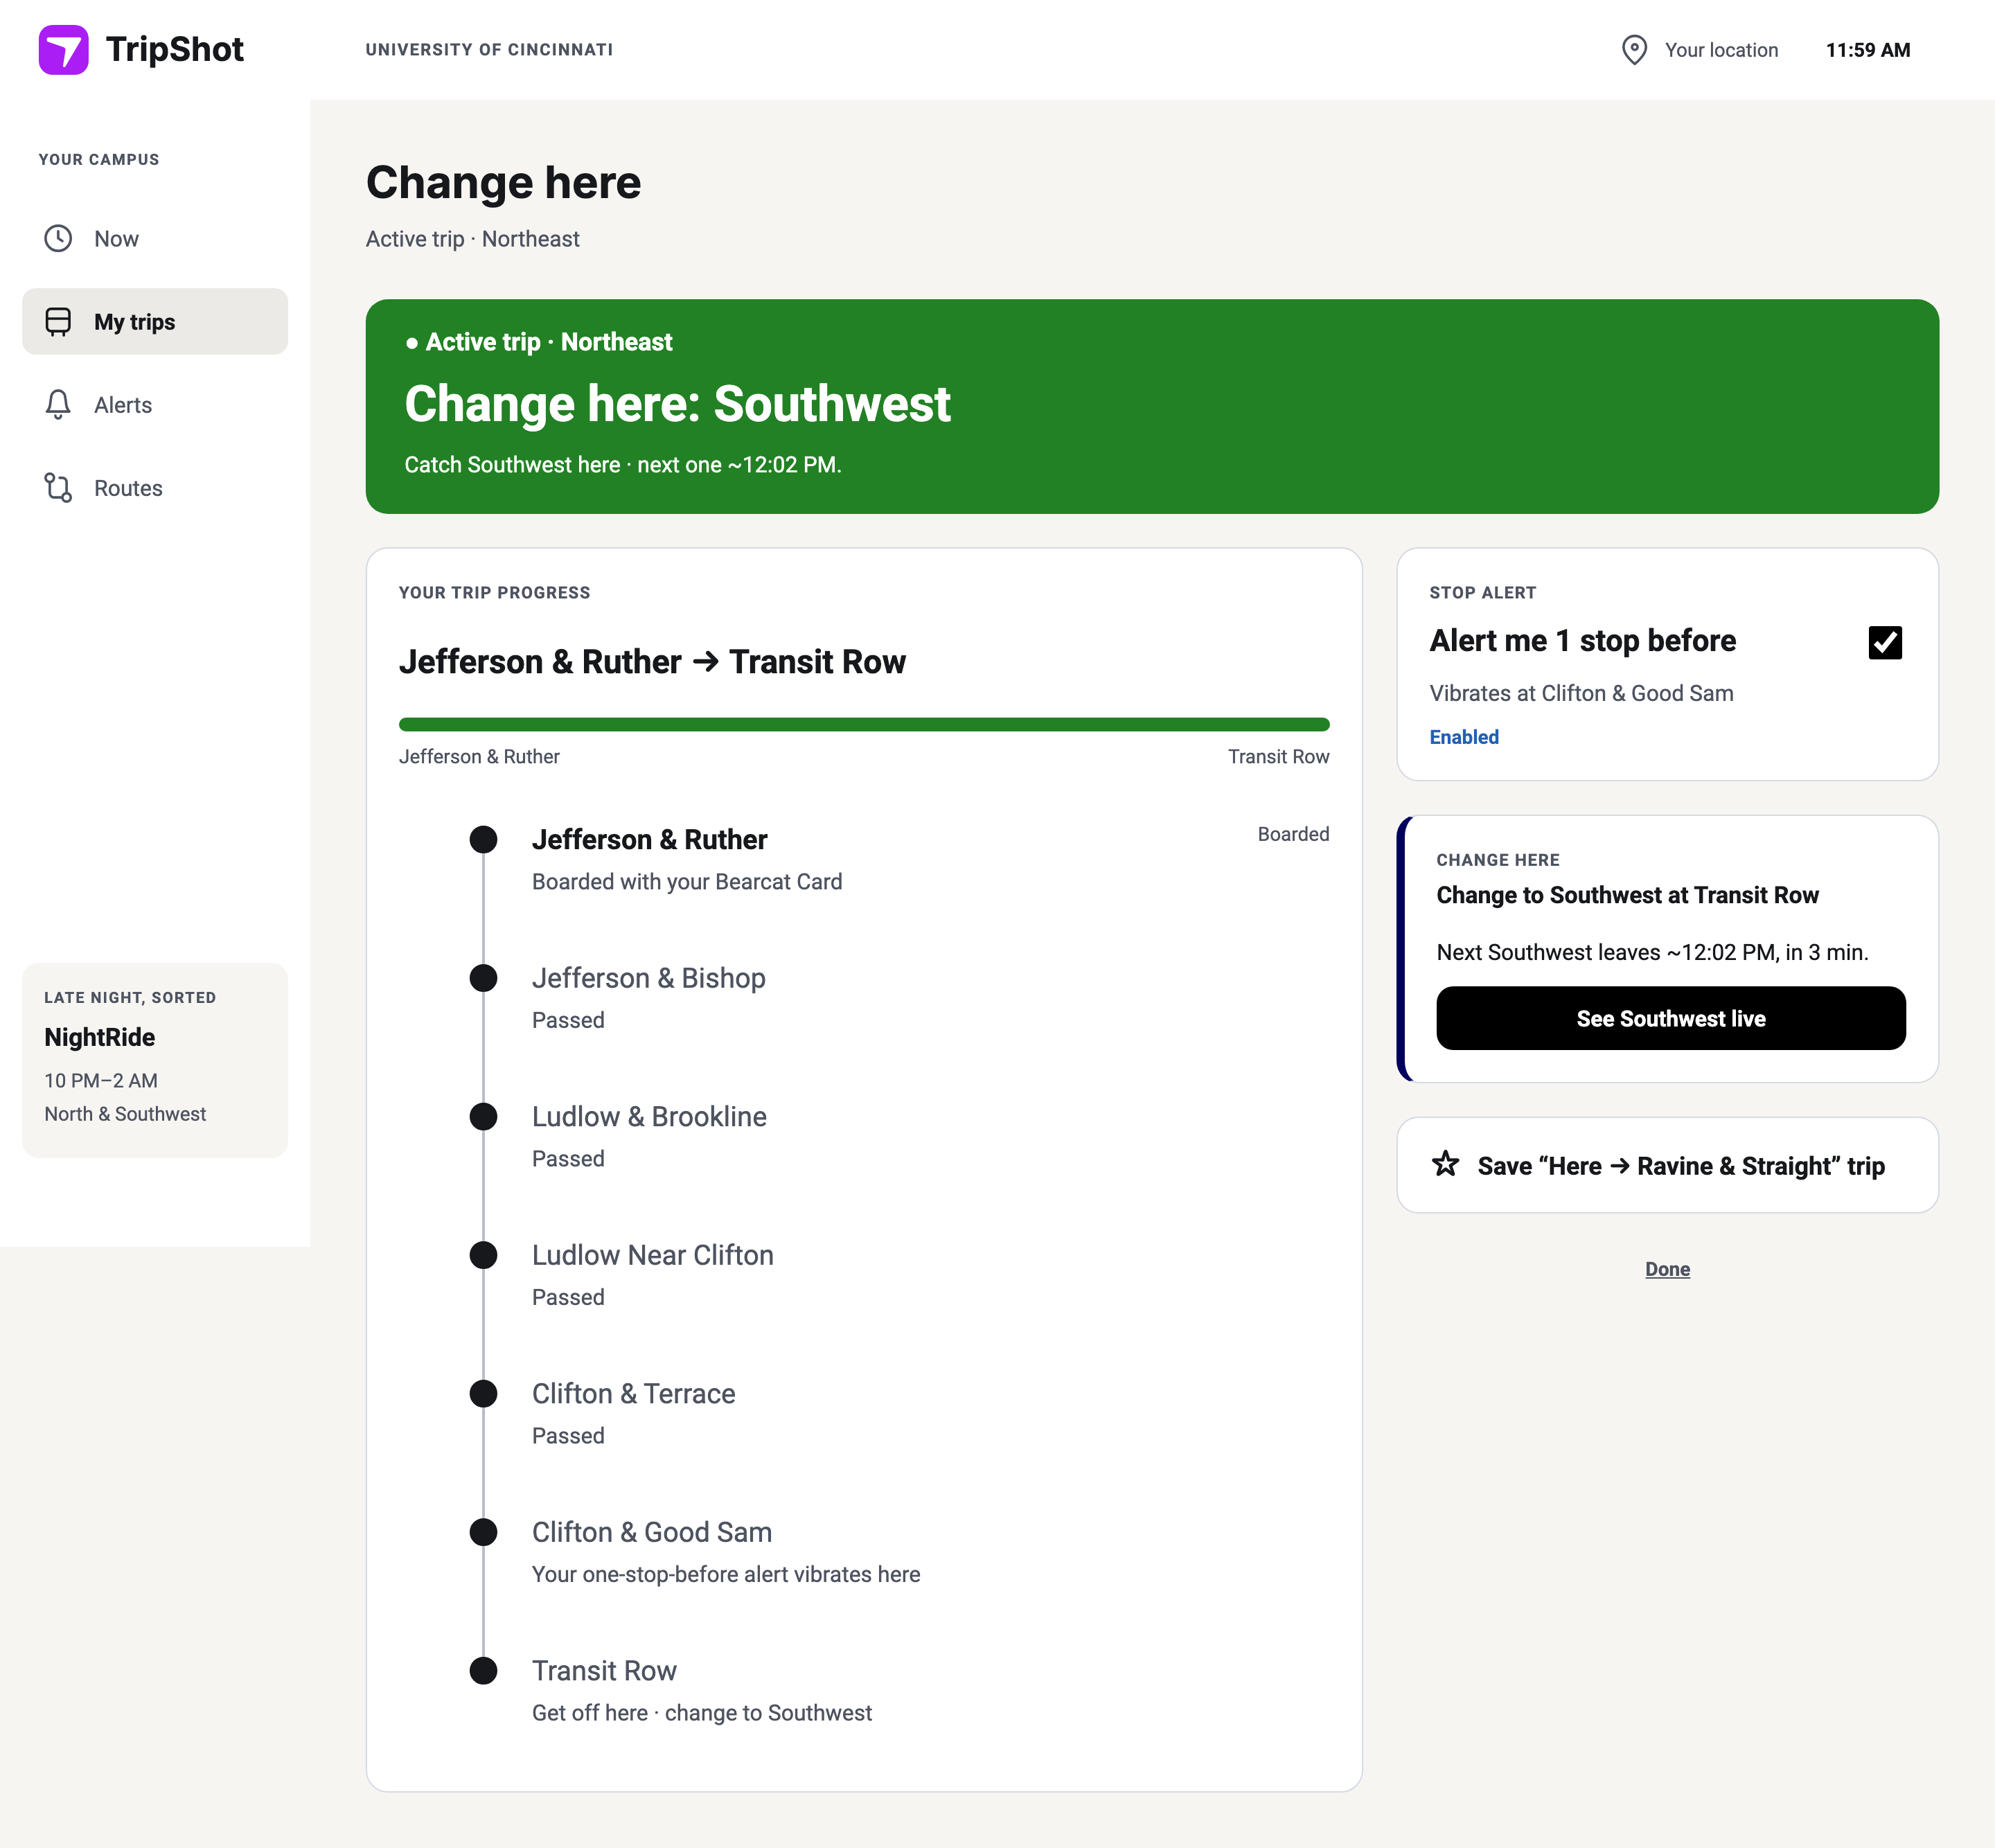 TripShot
UNIVERSITY OF CINCINNATI
Your location
11:59 AM
YOUR CAMPUS
Now
My trips
Alerts
Routes
LATE NIGHT, SORTED
NightRide
10 PM–2 AM
North & Southwest
Change here
Active trip · Northeast
● Active trip · Northeast
Change here: Southwest
Catch Southwest here · next one ~12:02 PM.
YOUR TRIP PROGRESS
Jefferson & Ruther → Transit Row
Jefferson & Ruther
Transit Row
Jefferson & Ruther
Boarded
Boarded with your Bearcat Card
Jefferson & Bishop
Passed
Ludlow & Brookline
Passed
Ludlow Near Clifton
Passed
Clifton & Terrace
Passed
Clifton & Good Sam
Your one-stop-before alert vibrates here
Transit Row
Get off here · change to Southwest
STOP ALERT
Alert me 1 stop before
Vibrates at Clifton & Good Sam
Enabled
CHANGE HERE
Change to Southwest at Transit Row
Next Southwest leaves ~12:02 PM, in 3 min.
See Southwest live
Save “Here → Ravine & Straight” trip
Done